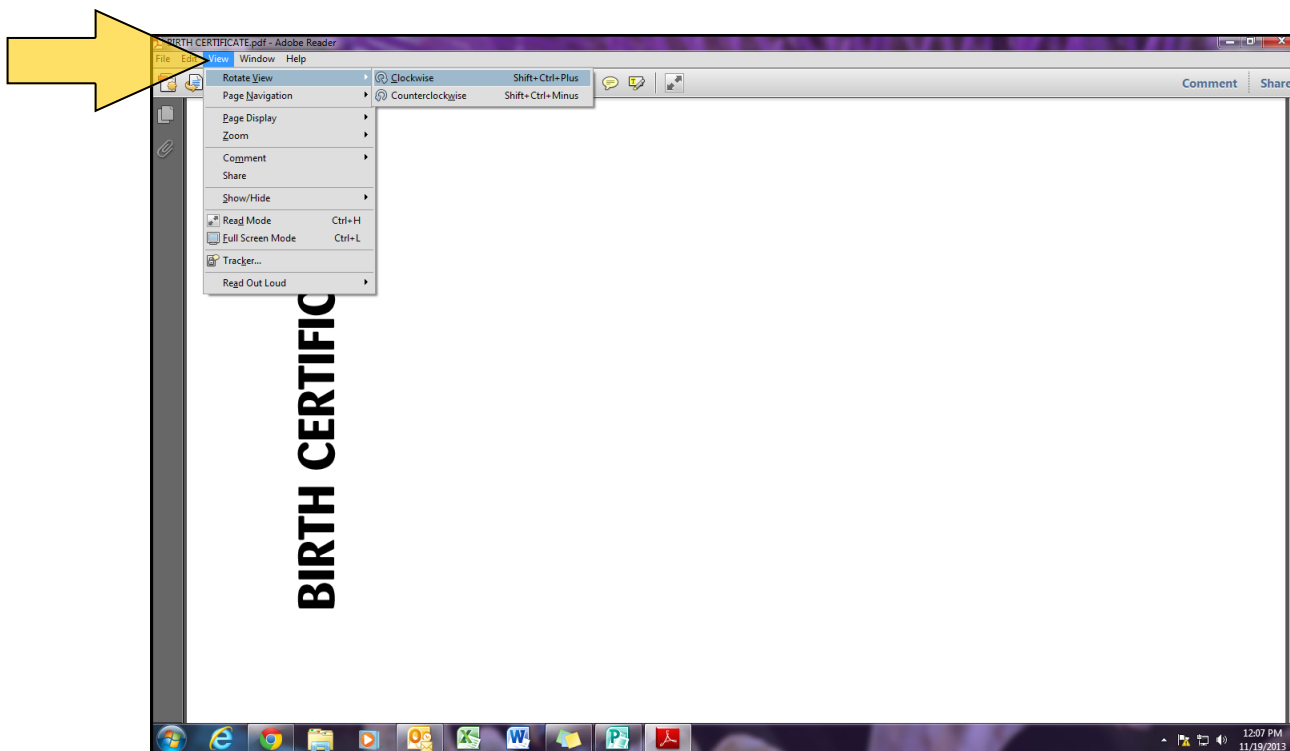 BIRTH CERTIFICATE.pdf - Adobe Reader
File Edit View Window Help
Rotate View
Clockwise Shift+Ctrl+Plus
Comment Share
Page Navigation
Counterclockwise Shift+Ctrl+Minus
Page Display
Zoom
Comment
Share
Show/Hide
Read Mode Ctrl+H
Full Screen Mode Ctrl+L
Tracker...
Read Out Loud
BIRTH CERTIFIC
12:07 PM
11/19/2013